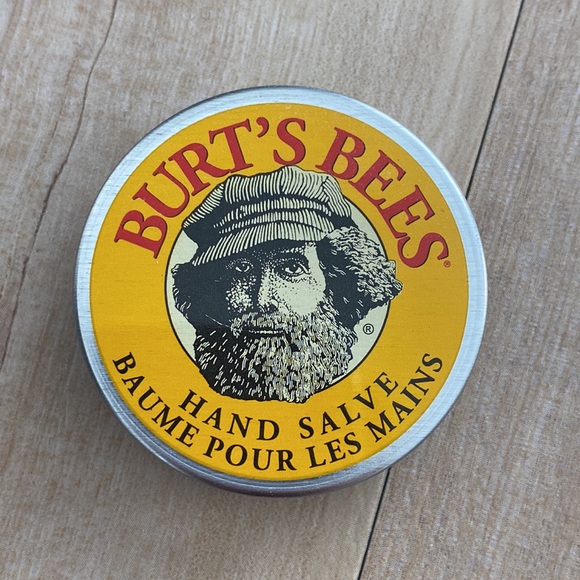 BURT'S BEES®
®
HAND SALVE
BAUME POUR LES MAINS